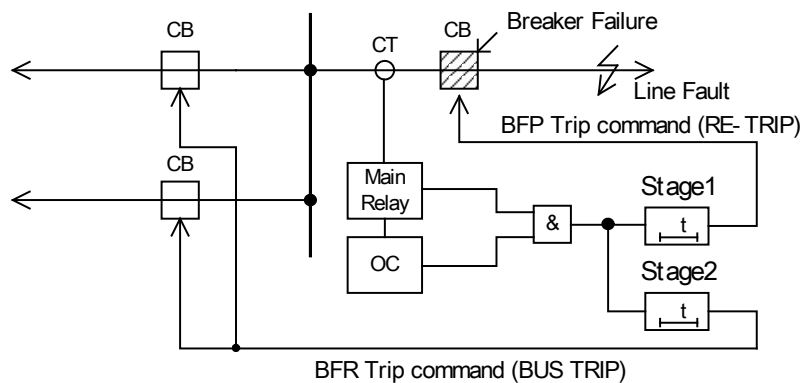 Breaker Failure
CB
CT
CB
Line Fault
BFP Trip command (RE-TRIP)
CB
Main
Relay
Stage1
t
&
OC
Stage2
t
BFR Trip command (BUS TRIP)